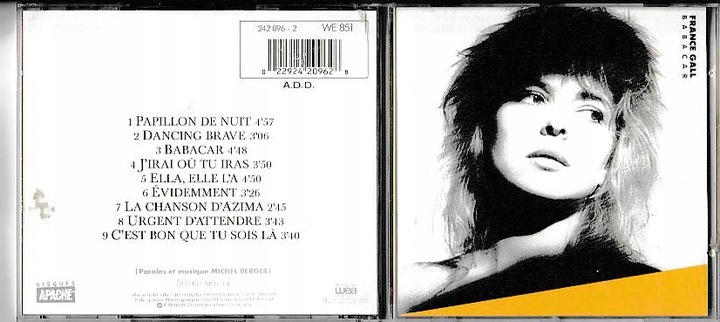 242 096 - 2
WE 851
0 22924 20962 8
A.D.D.
1 PAPILLON DE NUIT 4'57
2 DANCING BRAVE 3'06
3 BABACAR 4'48
4 J'IRAI OÙ TU IRAS 3'50
5 ELLA, ELLE L'A 4'50
6 ÉVIDEMMENT 3'26
7 LA CHANSON D'AZIMA 2'45
8 URGENT D'ATTENDRE 3'43
9 C'EST BON QUE TU SOIS LÀ 3'40
(Paroles et musique MICHEL BERGER)
DISQUES
APACHE
wea
FRANCE GALL
BABACAR